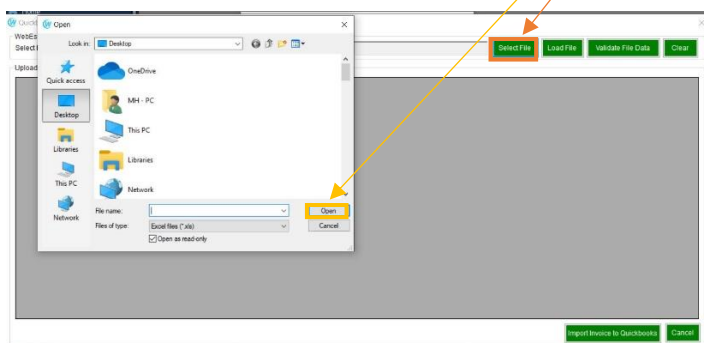 Home
Quick
Open
WebEs
Select
Look in:
Desktop
Select File
Load File
Validate File Data
Clear
Upload
Quick access
OneDrive
MH - PC
Desktop
This PC
Libraries
Libraries
This PC
Network
Network
File name:
Open
Files of type:
Excel files (*.xls)
Cancel
Open as read-only
Import Invoice to Quickbooks
Cancel